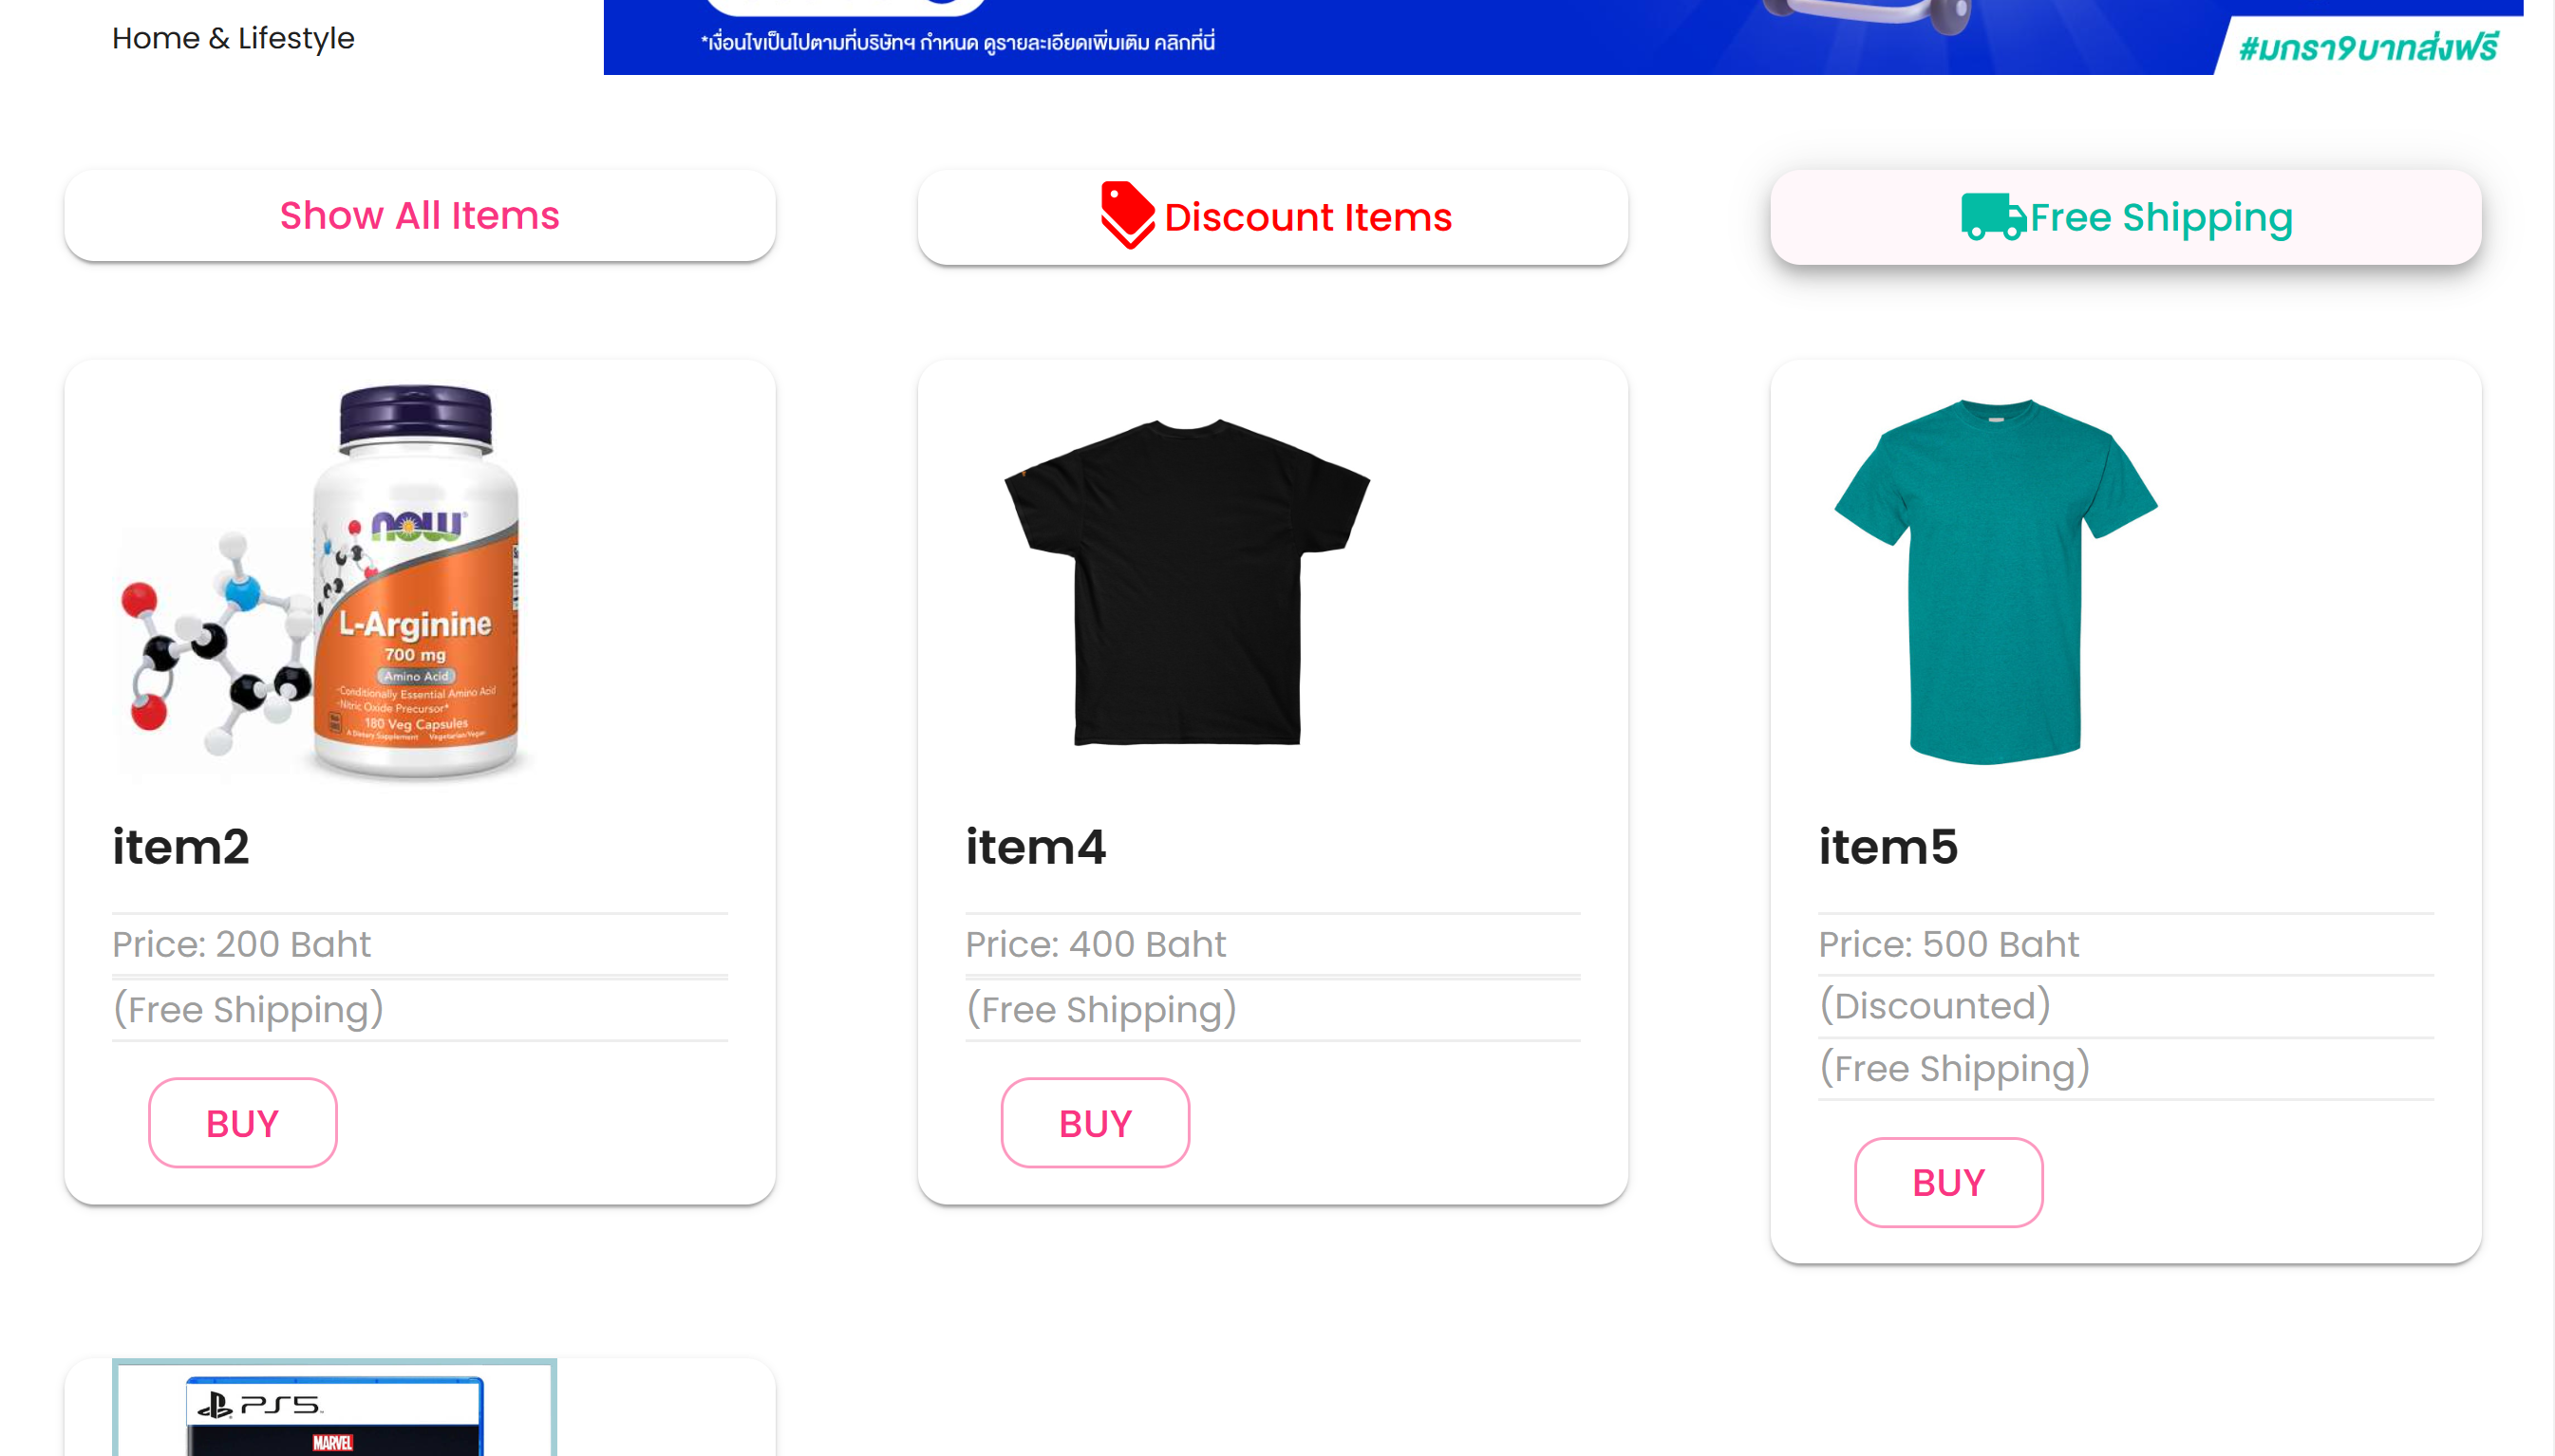 Home & Lifestyle
*เงื่อนไขเป็นไปตามที่บริษัทฯ กำหนด ดูรายละเอียดเพิ่มเติม คลิกที่นี่
#มกรา9บาทส่งฟรี
Show All Items
Discount Items
Free Shipping
now
L-Arginine
700 mg
Amino Acid
-Conditionally Essential Amino Acid
-Nitric Oxide Precursor*
180 Veg Capsules
A Dietary Supplement Vegetarian/Vegan
item2
Price: 200 Baht
(Free Shipping)
BUY
item4
Price: 400 Baht
(Free Shipping)
BUY
item5
Price: 500 Baht
(Discounted)
(Free Shipping)
BUY
PS5
MARVEL